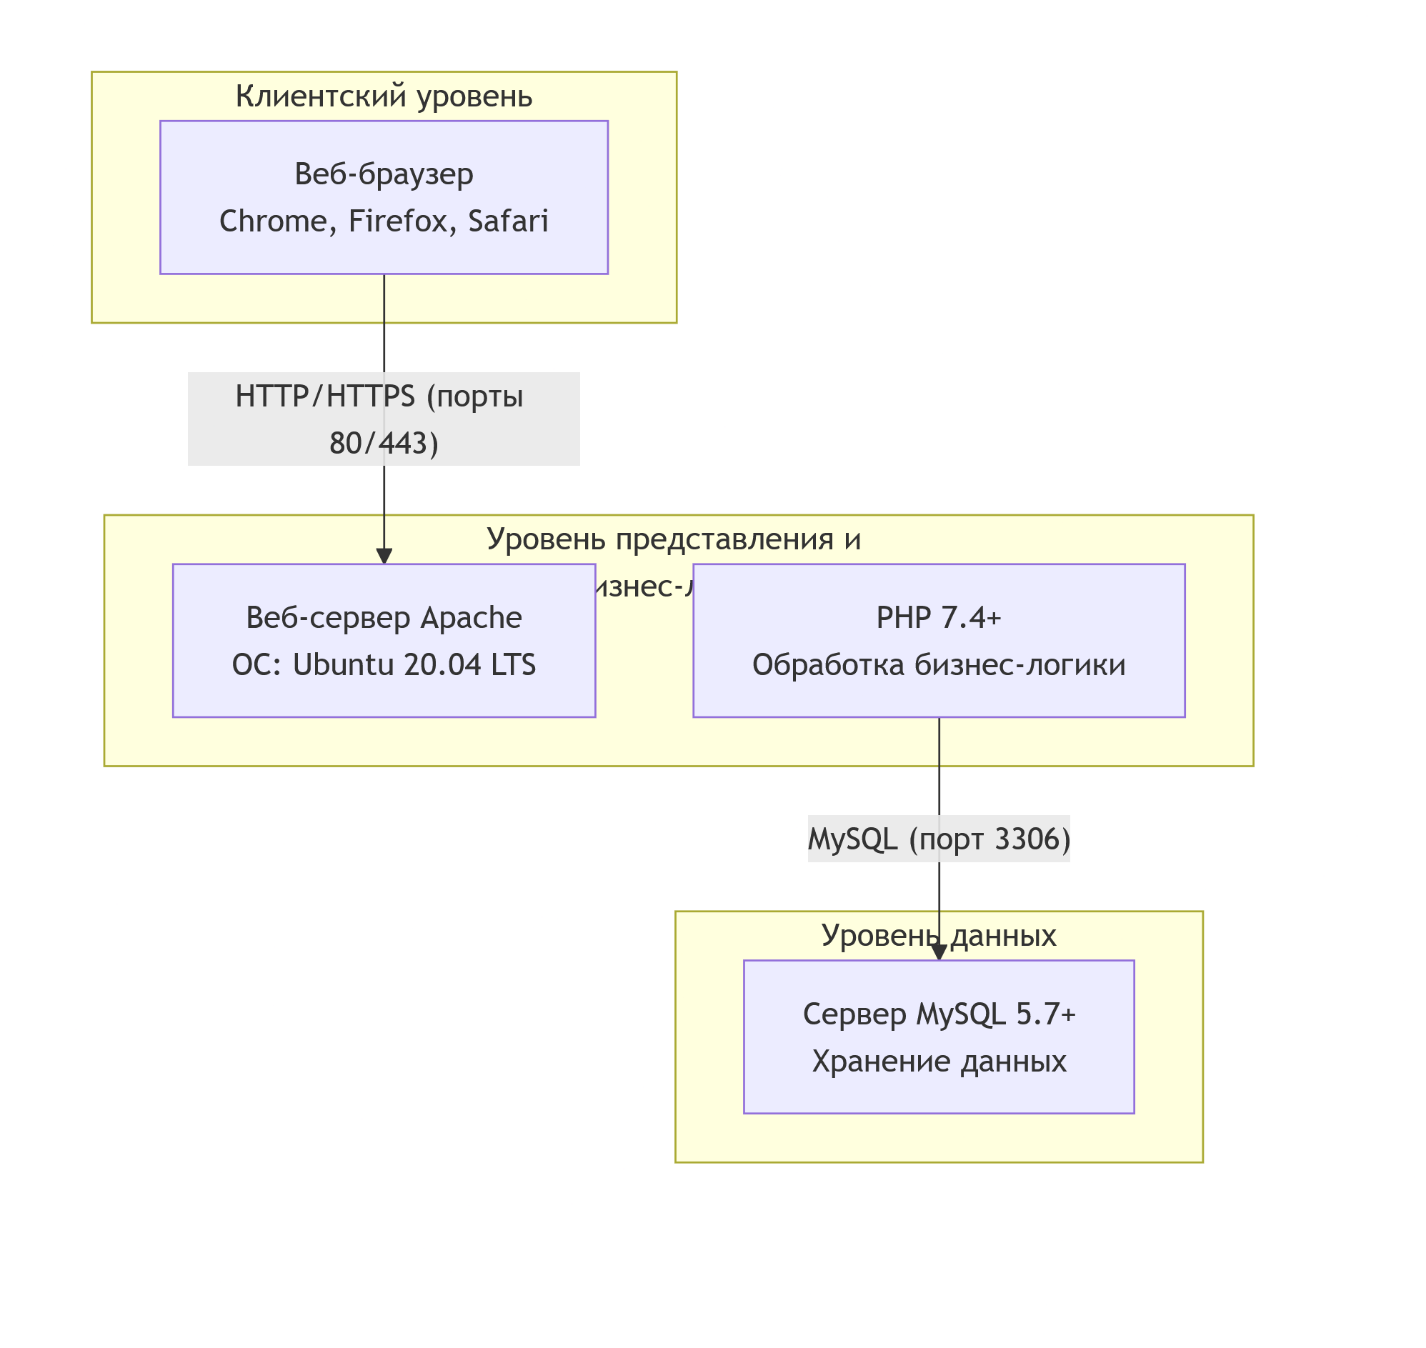 Клиентский уровень
Веб-браузер
Chrome, Firefox, Safari
HTTP/HTTPS (порты
80/443)
Уровень представления и
Веб-сервер Apache
ОС: Ubuntu 20.04 LTS
PHP 7.4+
Обработка бизнес-логики
MySQL (порт 3306)
Уровень данных
Сервер MySQL 5.7+
Хранение данных